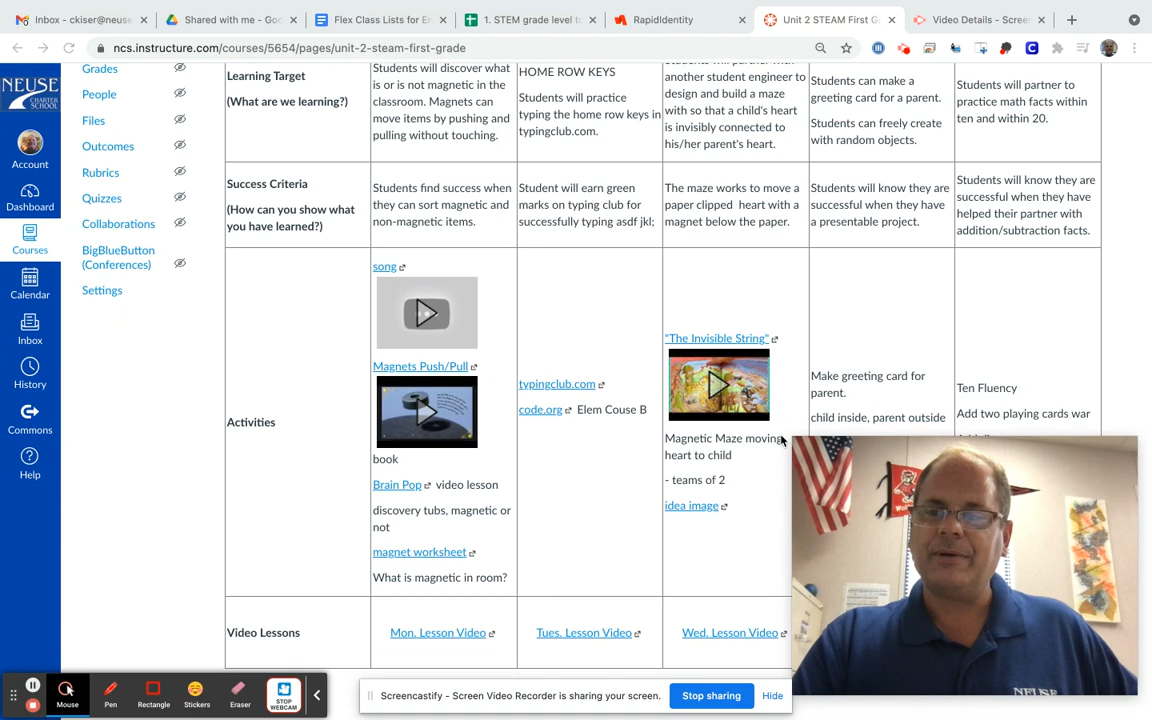 Inbox - ckiser@neuse
Shared with me - Goo
Flex Class Lists for E
1. STEM grade level to
RapidIdentity
Unit 2 STEAM First G
Video Details - Scree
ncs.instructure.com/courses/5654/pages/unit-2-steam-first-grade
NEUSE
CHARTER SCHOOL
Account
Dashboard
Courses
Calendar
Inbox
History
Commons
Help
Grades
People
Files
Outcomes
Rubrics
Quizzes
Collaborations
BigBlueButton
(Conferences)
Settings
Learning Target
(What are we learning?)
Students will discover what
is or is not magnetic in the
classroom. Magnets can
move items by pushing and
pulling without touching.
HOME ROW KEYS
Students will practice
typing the home row keys in
typingclub.com.
Students will partner with
another student engineer to
design and build a maze
with so that a child's heart
is invisibly connected to
his/her parent's heart.
Students can make a
greeting card for a parent.
Students can freely create
with random objects.
Students will partner to
practice math facts within
ten and within 20.
Success Criteria
(How can you show what
you have learned?)
Students find success when
they can sort magnetic and
non-magnetic items.
Student will earn green
marks on typing club for
successfully typing asdf jkl;
The maze works to move a
paper clipped heart with a
magnet below the paper.
Students will know they are
successful when they have
a presentable project.
Students will know they are
successful when they have
helped their partner with
addition/subtraction facts.
Activities
song
Magnets Push/Pull
book
Brain Pop video lesson
discovery tubs, magnetic or
not
magnet worksheet
What is magnetic in room?
typingclub.com
code.org Elem Couse B
"The Invisible String"
Magnetic Maze moving
heart to child
- teams of 2
idea image
Make greeting card for
parent.
child inside, parent outside
Ten Fluency
Add two playing cards war
Video Lessons
Mon. Lesson Video
Tues. Lesson Video
Wed. Lesson Video
Mouse
Pen
Rectangle
Stickers
Eraser
STOP
WEBCAM
Screencastify - Screen Video Recorder is sharing your screen.
Stop sharing
Hide
NEUSE